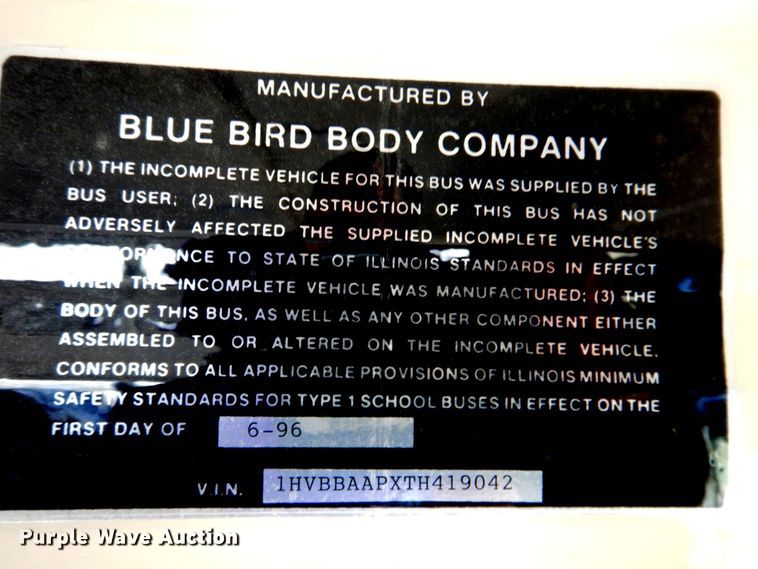 MANUFACTURED BY
BLUE BIRD BODY COMPANY
(1) THE INCOMPLETE VEHICLE FOR THIS BUS WAS SUPPLIED BY THE
BUS USER; (2) THE CONSTRUCTION OF THIS BUS HAS NOT
ADVERSELY AFFECTED THE SUPPLIED INCOMPLETE VEHICLE'S
PERFORMANCE TO STATE OF ILLINOIS STANDARDS IN EFFECT
WHEN THE INCOMPLETE VEHICLE WAS MANUFACTURED; (3) THE
BODY OF THIS BUS, AS WELL AS ANY OTHER COMPONENT EITHER
ASSEMBLED TO OR ALTERED ON THE INCOMPLETE VEHICLE,
CONFORMS TO ALL APPLICABLE PROVISIONS OF ILLINOIS MINIMUM
SAFETY STANDARDS FOR TYPE 1 SCHOOL BUSES IN EFFECT ON THE
FIRST DAY OF 6-96
V.I.N. 1HVBBAAPXTH419042
Purple Wave Auction